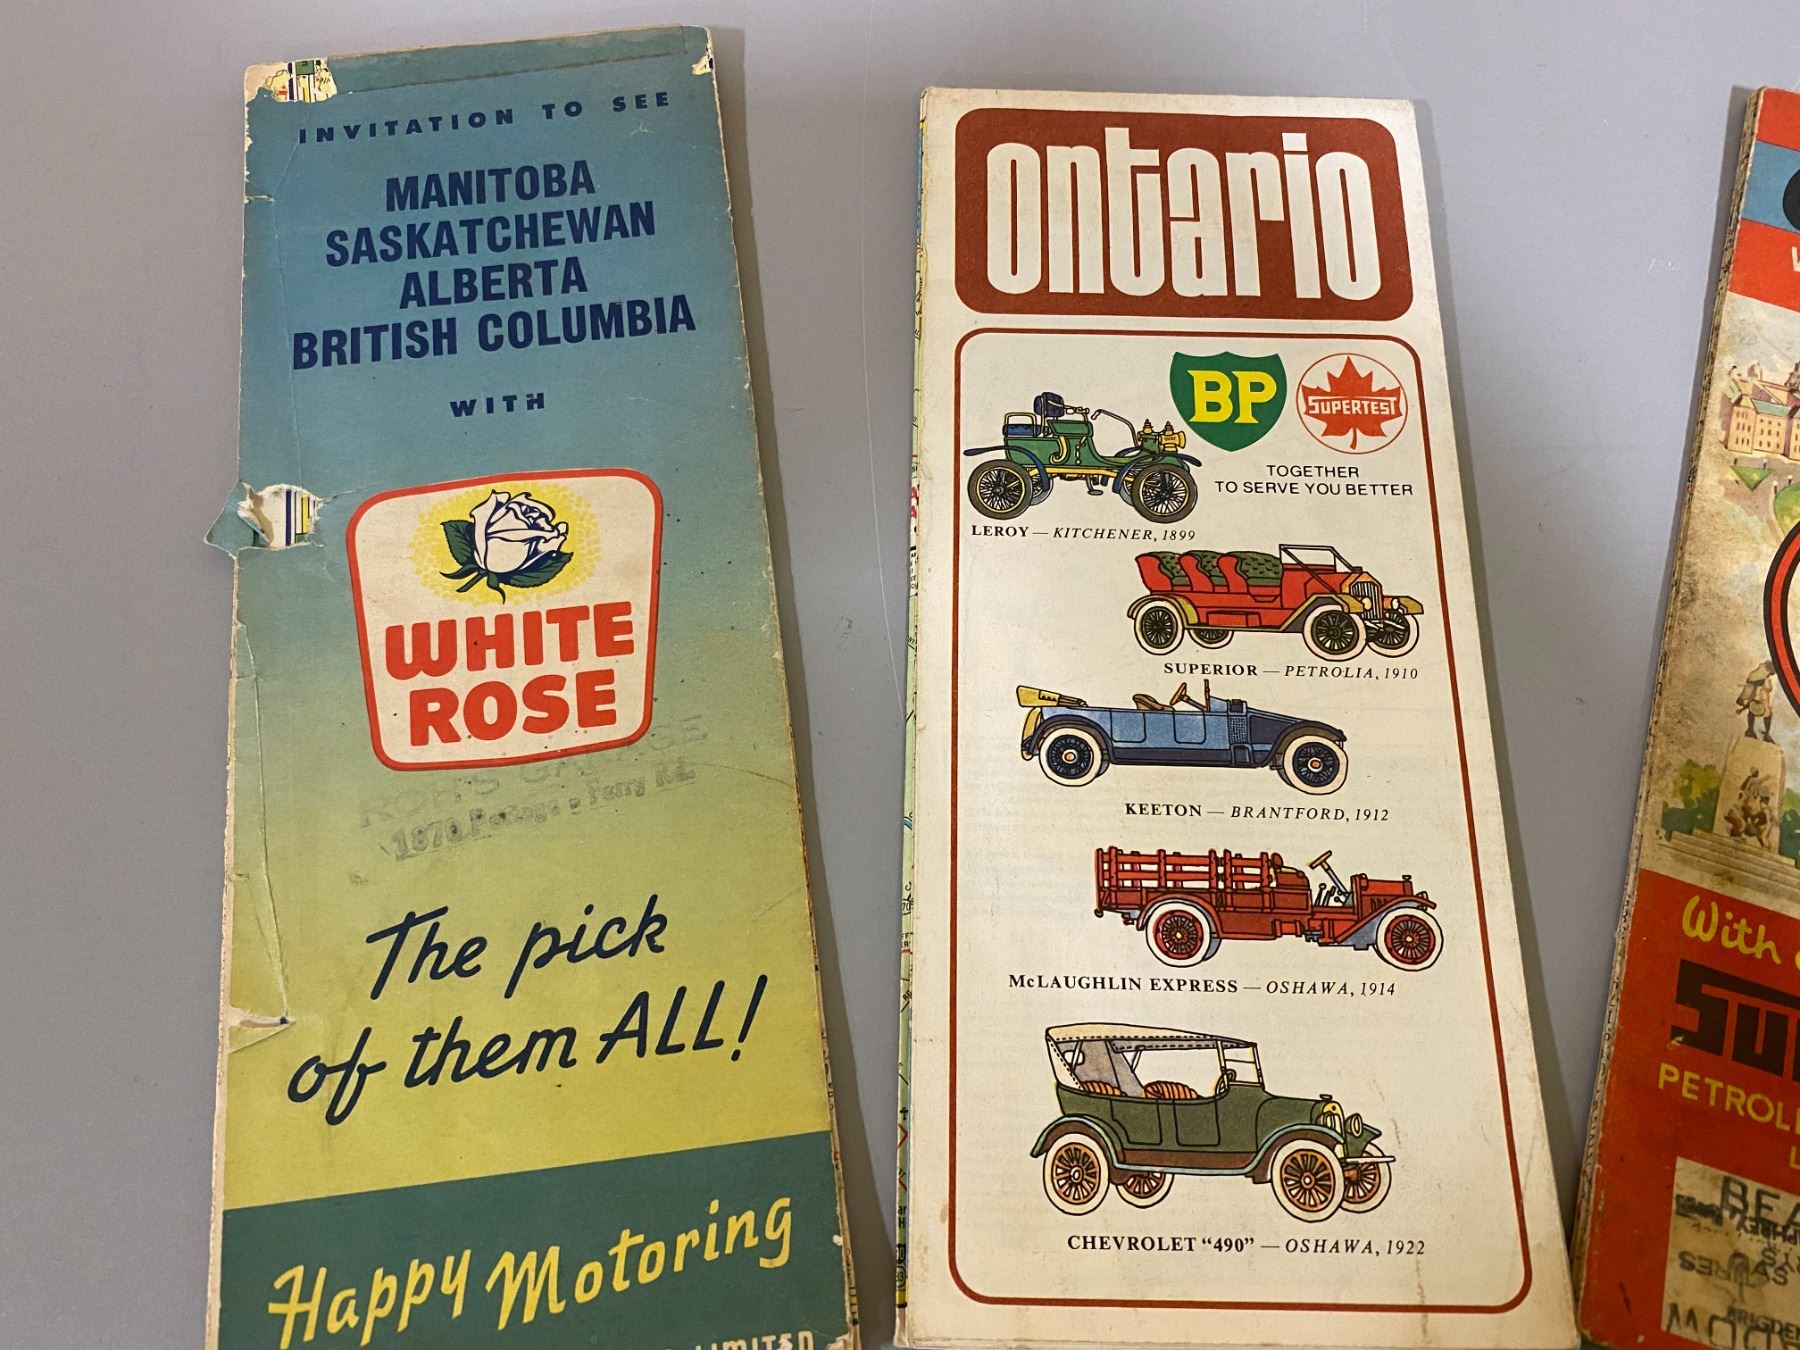 INVITATION TO SEE
MANITOBA
SASKATCHEWAN
ALBERTA
BRITISH COLUMBIA
WITH
WHITE
ROSE
The pick
of them ALL!
Happy Motoring
LIMITED
ontario
BP
SUPERTEST
TOGETHER
TO SERVE YOU BETTER
LEROY — KITCHENER, 1899
SUPERIOR — PETROLIA, 1910
KEETON — BRANTFORD, 1912
McLAUGHLIN EXPRESS — OSHAWA, 1914
CHEVROLET "490" — OSHAWA, 1922
With